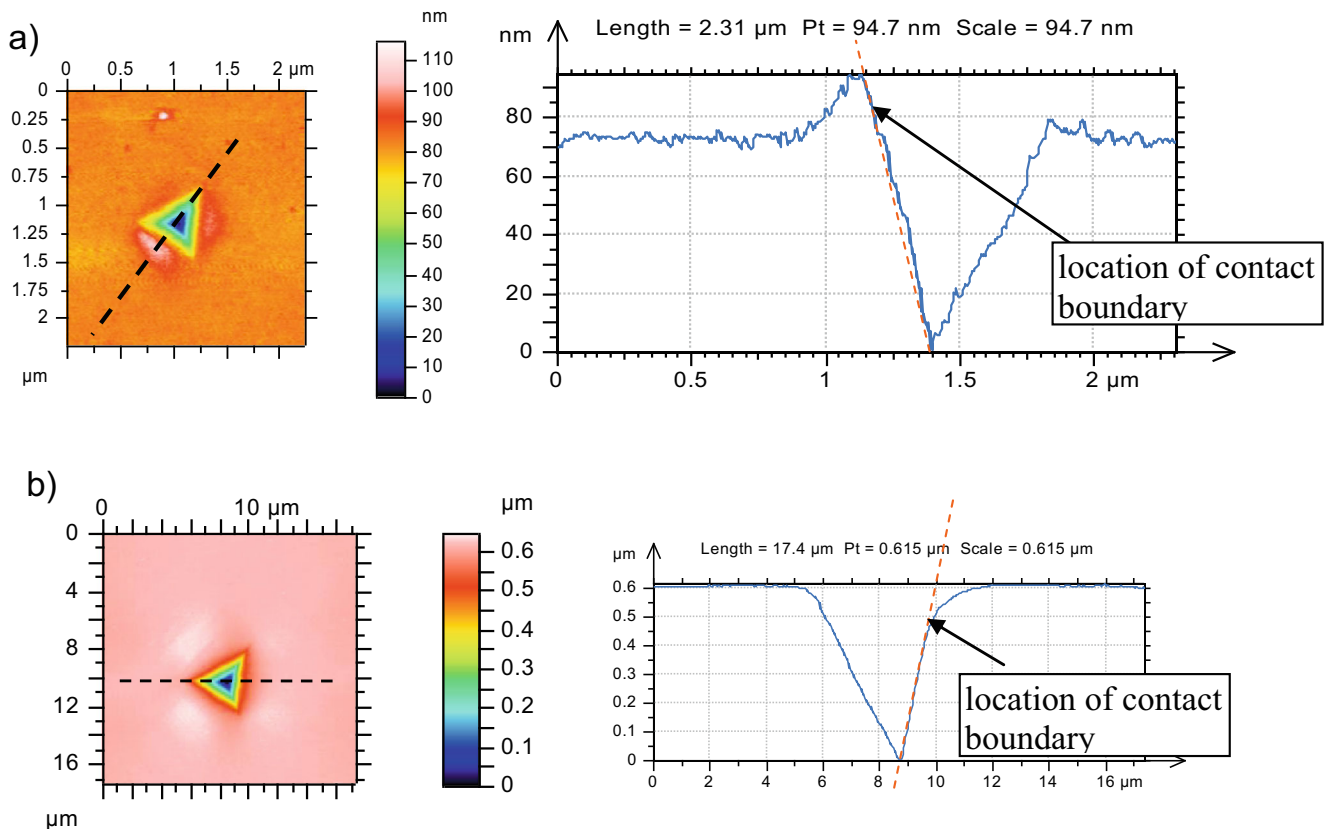 a)
0 0.5 1 1.5 2 µm
0
0.25
0.5
0.75
1
1.25
1.5
1.75
2
µm
nm
110
100
90
80
70
60
50
40
30
20
10
0
nm
Length = 2.31 µm Pt = 94.7 nm Scale = 94.7 nm
80
60
40
20
0
0 0.5 1 1.5 2 µm
location of contact
boundary
b)
0 10 µm
0
4
8
12
16
µm
µm
0.6
0.5
0.4
0.3
0.2
0.1
0
µm
Length = 17.4 µm Pt = 0.615 µm Scale = 0.615 µm
0.6
0.5
0.4
0.3
0.2
0.1
0
0 2 4 6 8 10 12 14 16 µm
location of contact
boundary